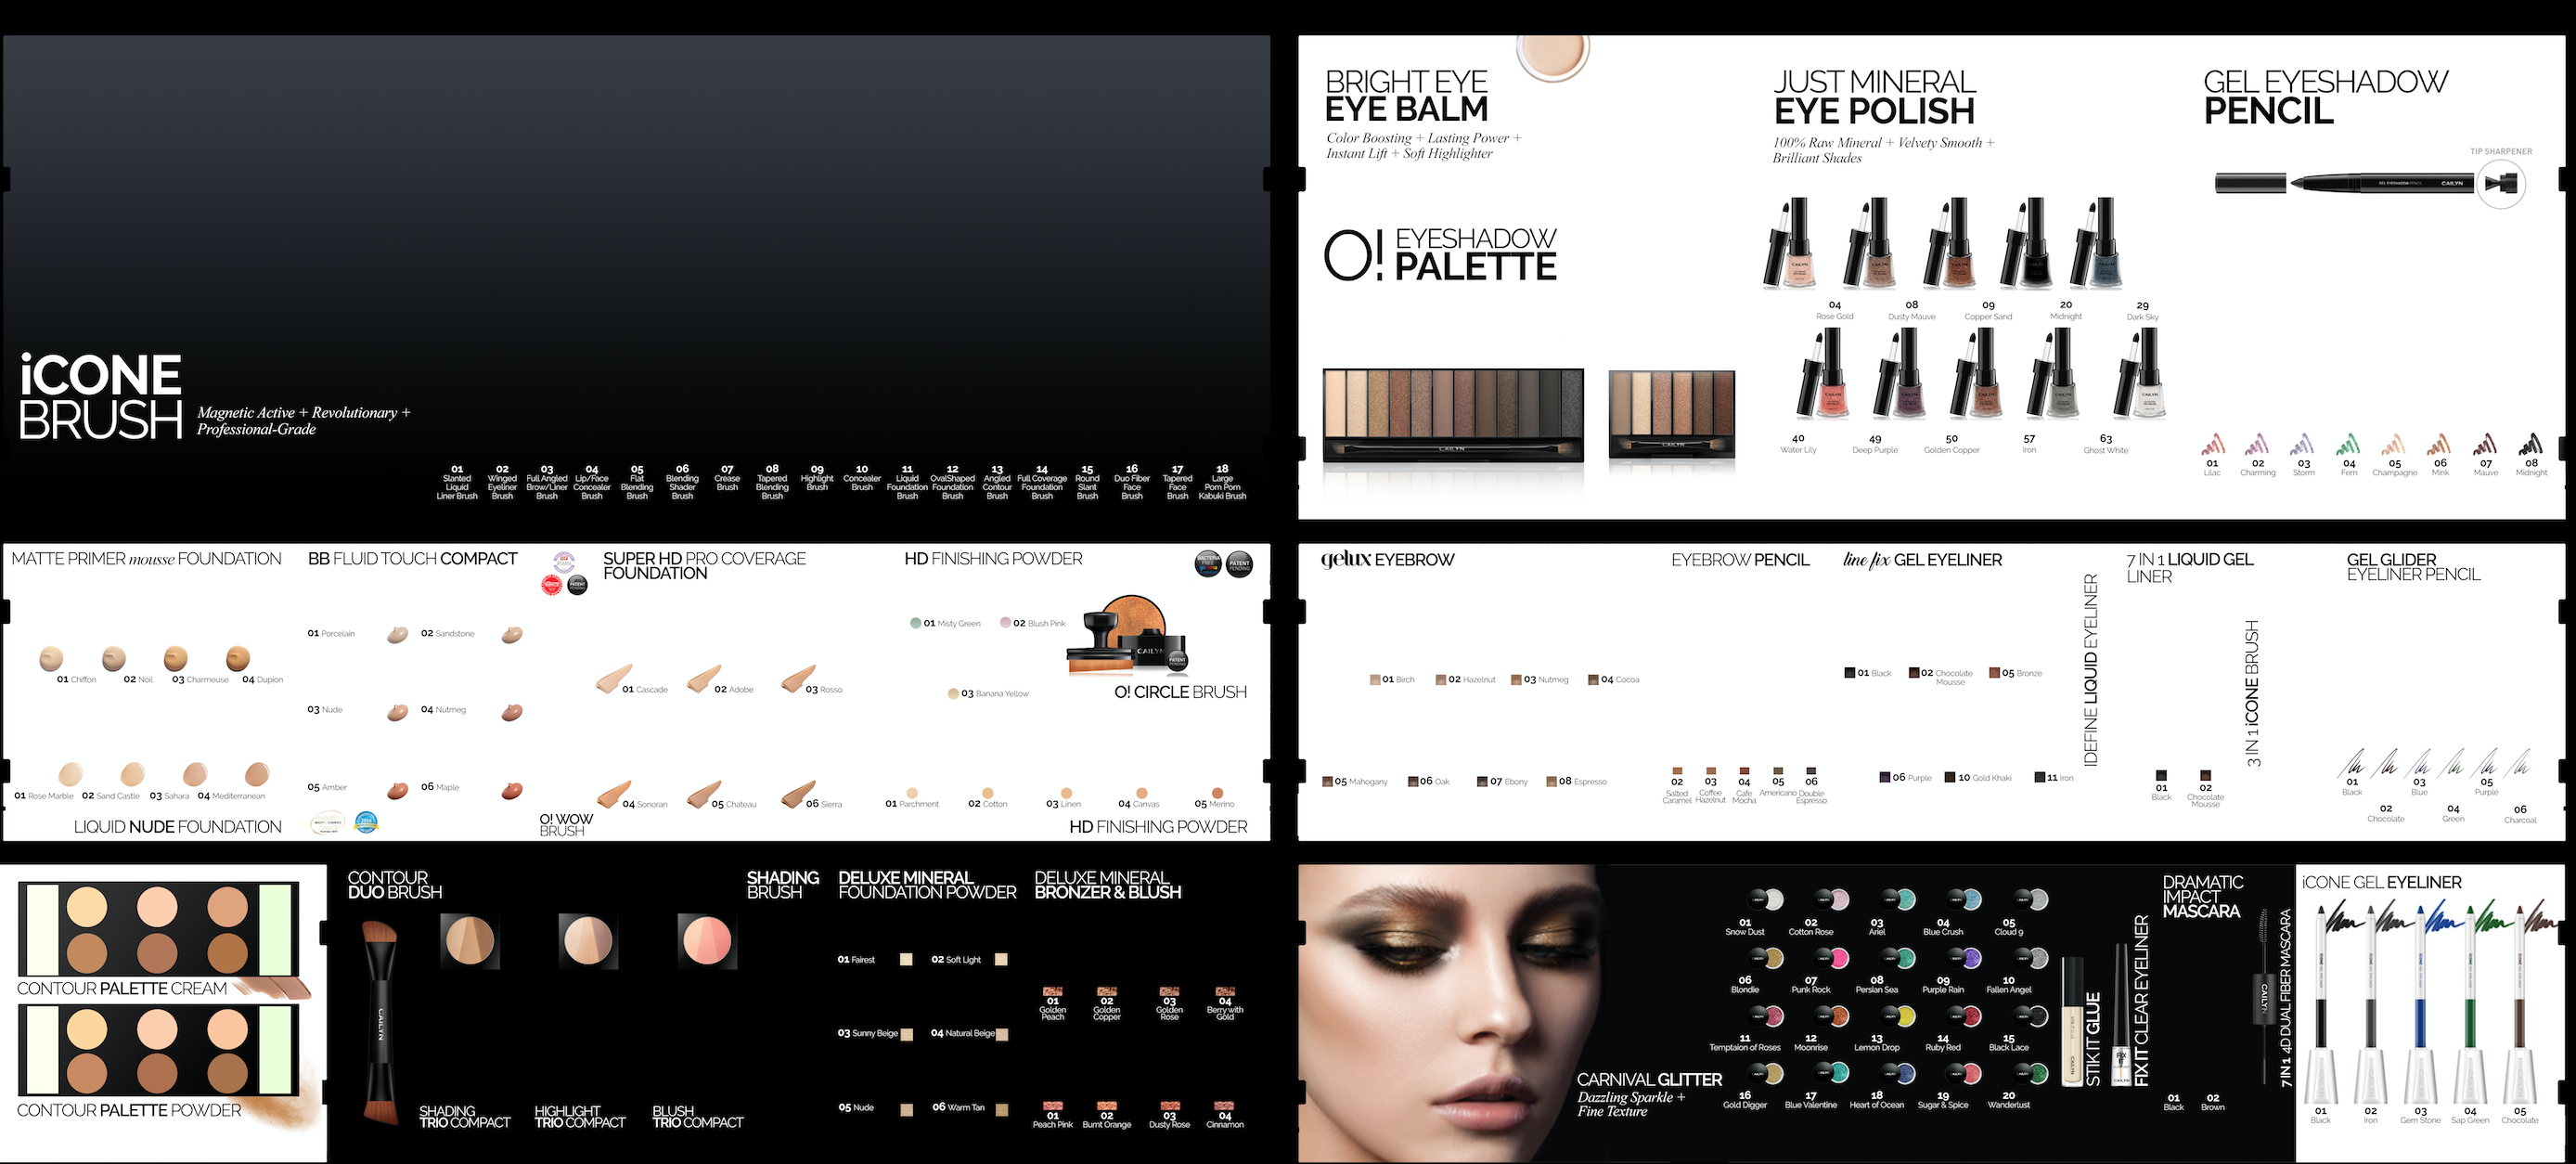 iCONE
BRUSH
Magnetic Active + Revolutionary +
Professional-Grade
01 Slanted Liquid Liner Brush
02 Winged Eyeliner Brush
03 Full Angled Brow/Liner Brush
04 Lip/Face Concealer Brush
05 Flat Blending Brush
06 Blending Shader Brush
07 Crease Brush
08 Tapered Blending Brush
09 Highlight Brush
10 Concealer Brush
11 Liquid Foundation Brush
12 OvalShaped Foundation Brush
13 Angled Contour Brush
14 Full Coverage Foundation Brush
15 Round Slant Brush
16 Duo Fiber Face Brush
17 Tapered Face Brush
18 Large Pom Pom Kabuki Brush
BRIGHT EYE
EYE BALM
Color Boosting + Lasting Power +
Instant Lift + Soft Highlighter
O! EYESHADOW
PALETTE
CAILYN
CAILYN
JUST MINERAL
EYE POLISH
100% Raw Mineral + Velvety Smooth +
Brilliant Shades
04 Rose Gold
08 Dusty Mauve
09 Copper Sand
20 Midnight
29 Dark Sky
40 Water Lily
49 Deep Purple
50 Golden Copper
57 Iron
63 Ghost White
GEL EYESHADOW
PENCIL
TIP SHARPENER
CAILYN
01 Lilac
02 Charming
03 Storm
04 Fern
05 Champagne
06 Mink
07 Mauve
08 Midnight
MATTE PRIMER mousse FOUNDATION
01 Chiffon
02 Noil
03 Charmeuse
04 Dupion
01 Rose Marble
02 Sand Castle
03 Sahara
04 Mediterranean
LIQUID NUDE FOUNDATION
BB FLUID TOUCH COMPACT
01 Porcelain
02 Sandstone
03 Nude
04 Nutmeg
05 Amber
06 Maple
SUPER HD PRO COVERAGE
FOUNDATION
01 Cascade
02 Adobe
03 Rosso
04 Sonoran
05 Chateau
06 Sierra
O! WOW
BRUSH
HD FINISHING POWDER
BACTERIA FREE
PATENT PENDING
01 Misty Green
02 Blush Pink
03 Banana Yellow
CAILYN
PATENT PENDING
O! CIRCLE BRUSH
01 Parchment
02 Cotton
03 Linen
04 Canvas
05 Merino
HD FINISHING POWDER
gelux EYEBROW
01 Birch
02 Hazelnut
03 Nutmeg
04 Cocoa
05 Mahogany
06 Oak
07 Ebony
08 Espresso
EYEBROW PENCIL
02 Salted Caramel
03 Coffee Hazelnut
04 Cafe Mocha
05 Americano
06 Double Espresso
line fix GEL EYELINER
01 Black
02 Chocolate Mousse
05 Bronze
06 Purple
10 Gold Khaki
11 Iron
IDEFINE LIQUID EYELINER
7 IN 1 LIQUID GEL
LINER
01 Black
02 Chocolate Mousse
3 IN 1 iCONE BRUSH
GEL GLIDER
EYELINER PENCIL
01 Black
03 Blue
05 Purple
02 Chocolate
04 Green
06 Charcoal
CONTOUR PALETTE CREAM
CONTOUR PALETTE POWDER
CONTOUR
DUO BRUSH
CAILYN
SHADING
TRIO COMPACT
HIGHLIGHT
TRIO COMPACT
BLUSH
TRIO COMPACT
SHADING
BRUSH
DELUXE MINERAL
FOUNDATION POWDER
01 Fairest
02 Soft Light
03 Sunny Beige
04 Natural Beige
05 Nude
06 Warm Tan
DELUXE MINERAL
BRONZER & BLUSH
01 Golden Peach
02 Golden Copper
03 Golden Rose
04 Berry with Gold
01 Peach Pink
02 Burnt Orange
03 Dusty Rose
04 Cinnamon
CARNIVAL GLITTER
Dazzling Sparkle +
Fine Texture
01 Snow Dust
02 Cotton Rose
03 Ariel
04 Blue Crush
05 Cloud 9
06 Blondie
07 Punk Rock
08 Persian Sea
09 Purple Rain
10 Fallen Angel
11 Temptaion of Roses
12 Moonrise
13 Lemon Drop
14 Ruby Red
15 Black Lace
16 Gold Digger
17 Blue Valentine
18 Heart of Ocean
19 Sugar & Spice
20 Wanderlust
STIK IT GLUE
FIX IT CLEAR EYELINER
DRAMATIC
IMPACT
MASCARA
01 Black
02 Brown
CAILYN
7 IN 1 4D DUAL FIBER MASCARA
iCONE GEL EYELINER
01 Black
02 Iron
03 Gem Stone
04 Sap Green
05 Chocolate